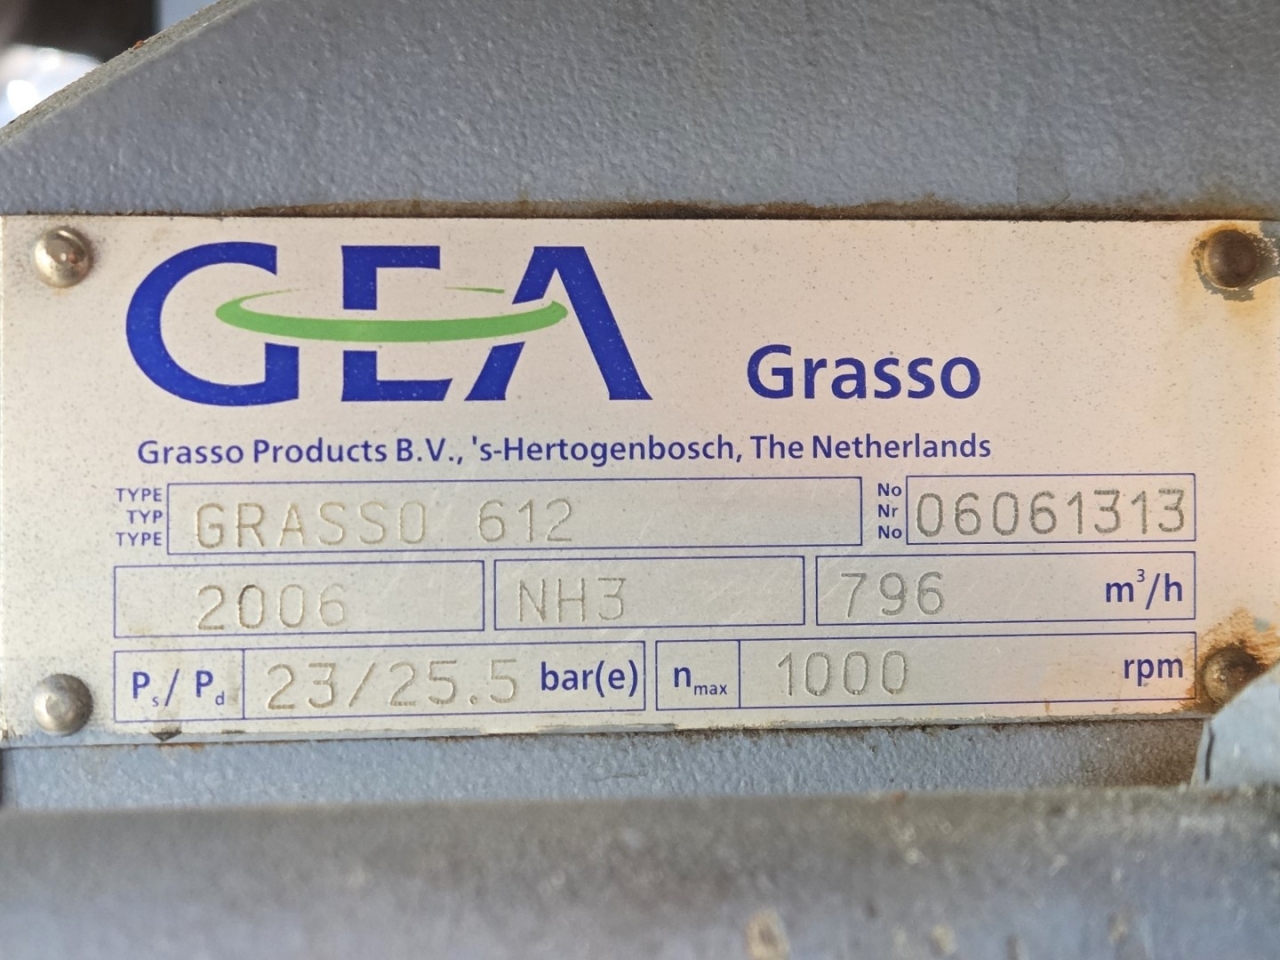 GEA Grasso
Grasso Products B.V., 's-Hertogenbosch, The Netherlands
TYPE
TYP
TYPE
GRASSO 612
No
Nr
No
06061313
2006 NH3 796 m³/h
Ps/ Pd 23/25.5 bar(e) nmax 1000 rpm